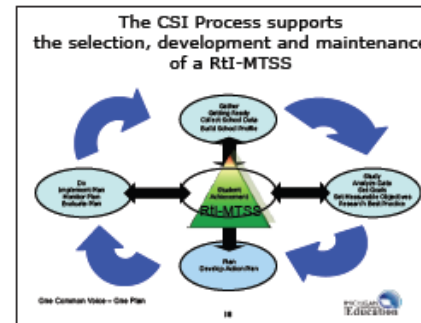 The CSI Process supports
the selection, development and maintenance
of a RtI-MTSS
Gather
Getting Ready
Collect School Data
Build School Profile
Do
Implement Plan
Monitor Plan
Evaluate Plan
Student
Achievement
RtI-MTSS
Study
Analyze Data
Set Goals
Set Measurable Objectives
Research Best Practice
Plan
Develop Action Plan
One Common Voice – One Plan
MICHIGAN
Education